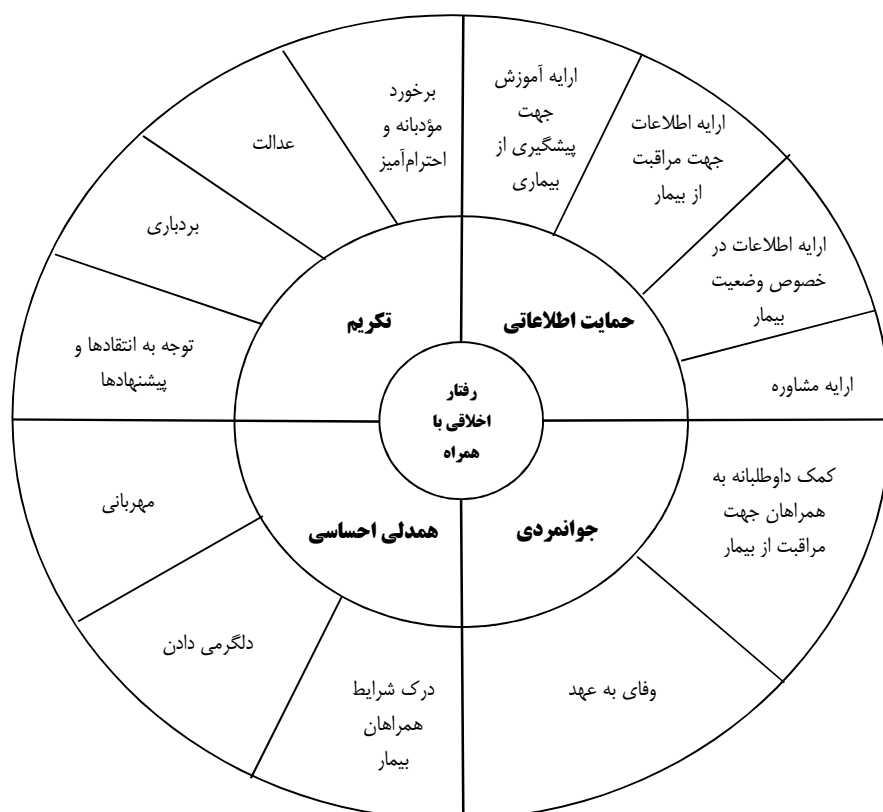 ارایه آموزش
جهت
پیشگیری از
بیماری
ارایه اطلاعات
جهت مراقبت
از بیمار
ارایه اطلاعات در
خصوص وضعیت
بیمار
ارایه مشاوره
برخورد
مؤدبانه و
احترام‌آمیز
عدالت
بردباری
توجه به انتقادها و
پیشنهادها
حمایت اطلاعاتی
تکریم
رفتار
اخلاقی با
همراه
جوانمردی
همدلی احساسی
کمک داوطلبانه به
همراهان جهت
مراقبت از بیمار
وفای به عهد
مهربانی
دلگرمی دادن
درک شرایط
همراهان
بیمار